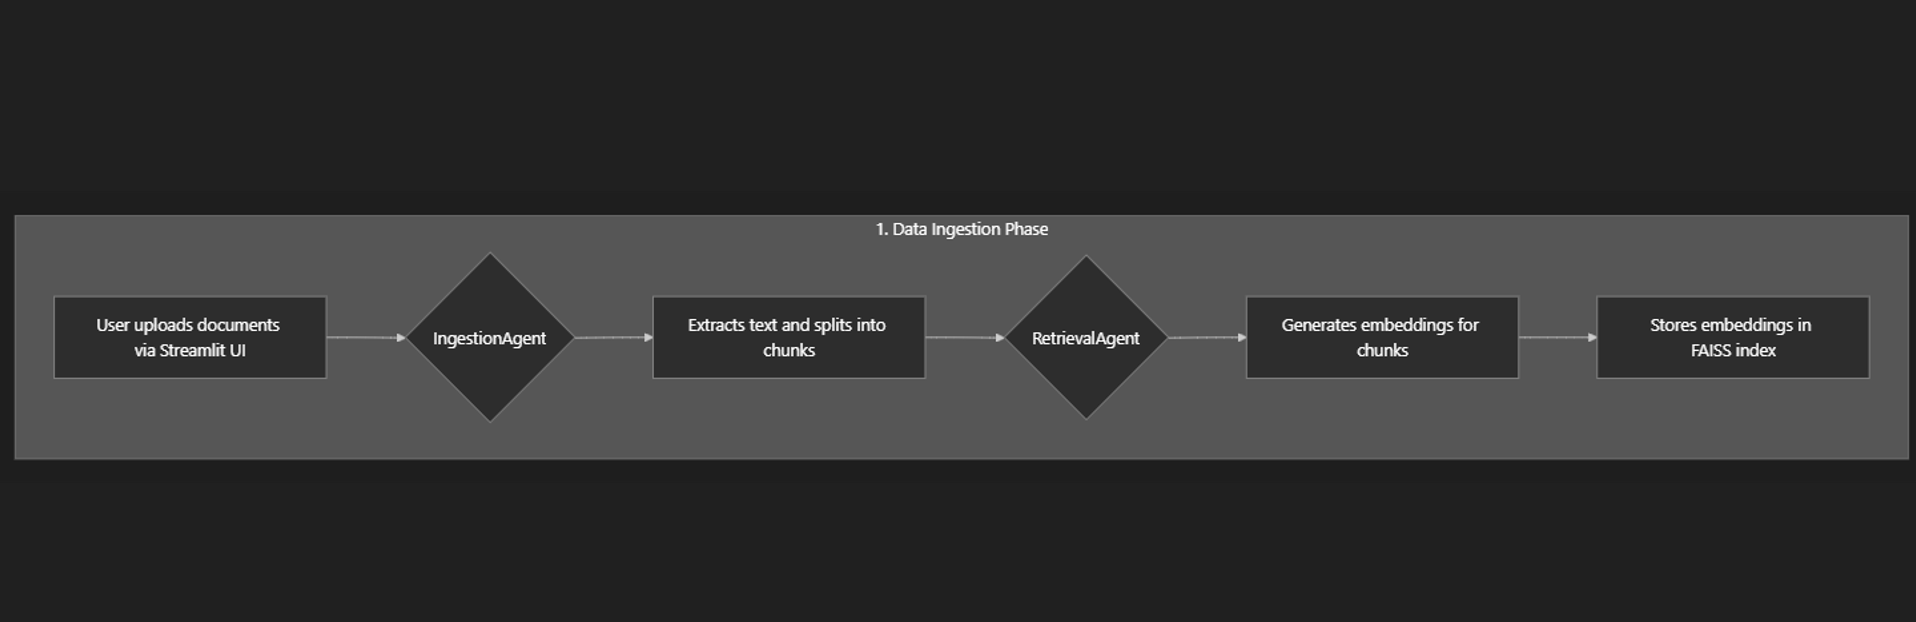 1. Data Ingestion Phase
User uploads documents
via Streamlit UI
IngestionAgent
Extracts text and splits into
chunks
RetrievalAgent
Generates embeddings for
chunks
Stores embeddings in
FAISS index